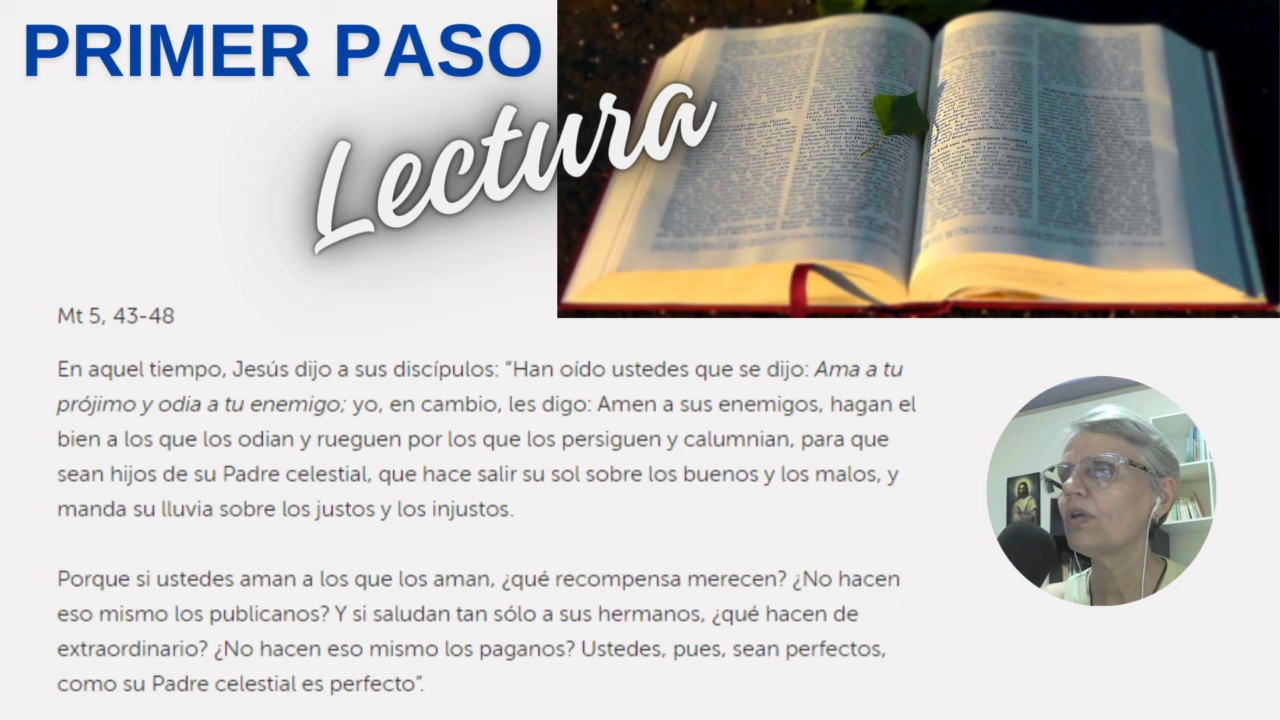 PRIMER PASO
Lectura
Mt 5, 43-48
En aquel tiempo, Jesús dijo a sus discípulos: “Han oído ustedes que se dijo: Ama a tu
prójimo y odia a tu enemigo; yo, en cambio, les digo: Amen a sus enemigos, hagan el
bien a los que los odian y rueguen por los que los persiguen y calumnian, para que
sean hijos de su Padre celestial, que hace salir su sol sobre los buenos y los malos, y
manda su lluvia sobre los justos y los injustos.
Porque si ustedes aman a los que los aman, ¿qué recompensa merecen? ¿No hacen
eso mismo los publicanos? Y si saludan tan sólo a sus hermanos, ¿qué hacen de
extraordinario? ¿No hacen eso mismo los paganos? Ustedes, pues, sean perfectos,
como su Padre celestial es perfecto”.